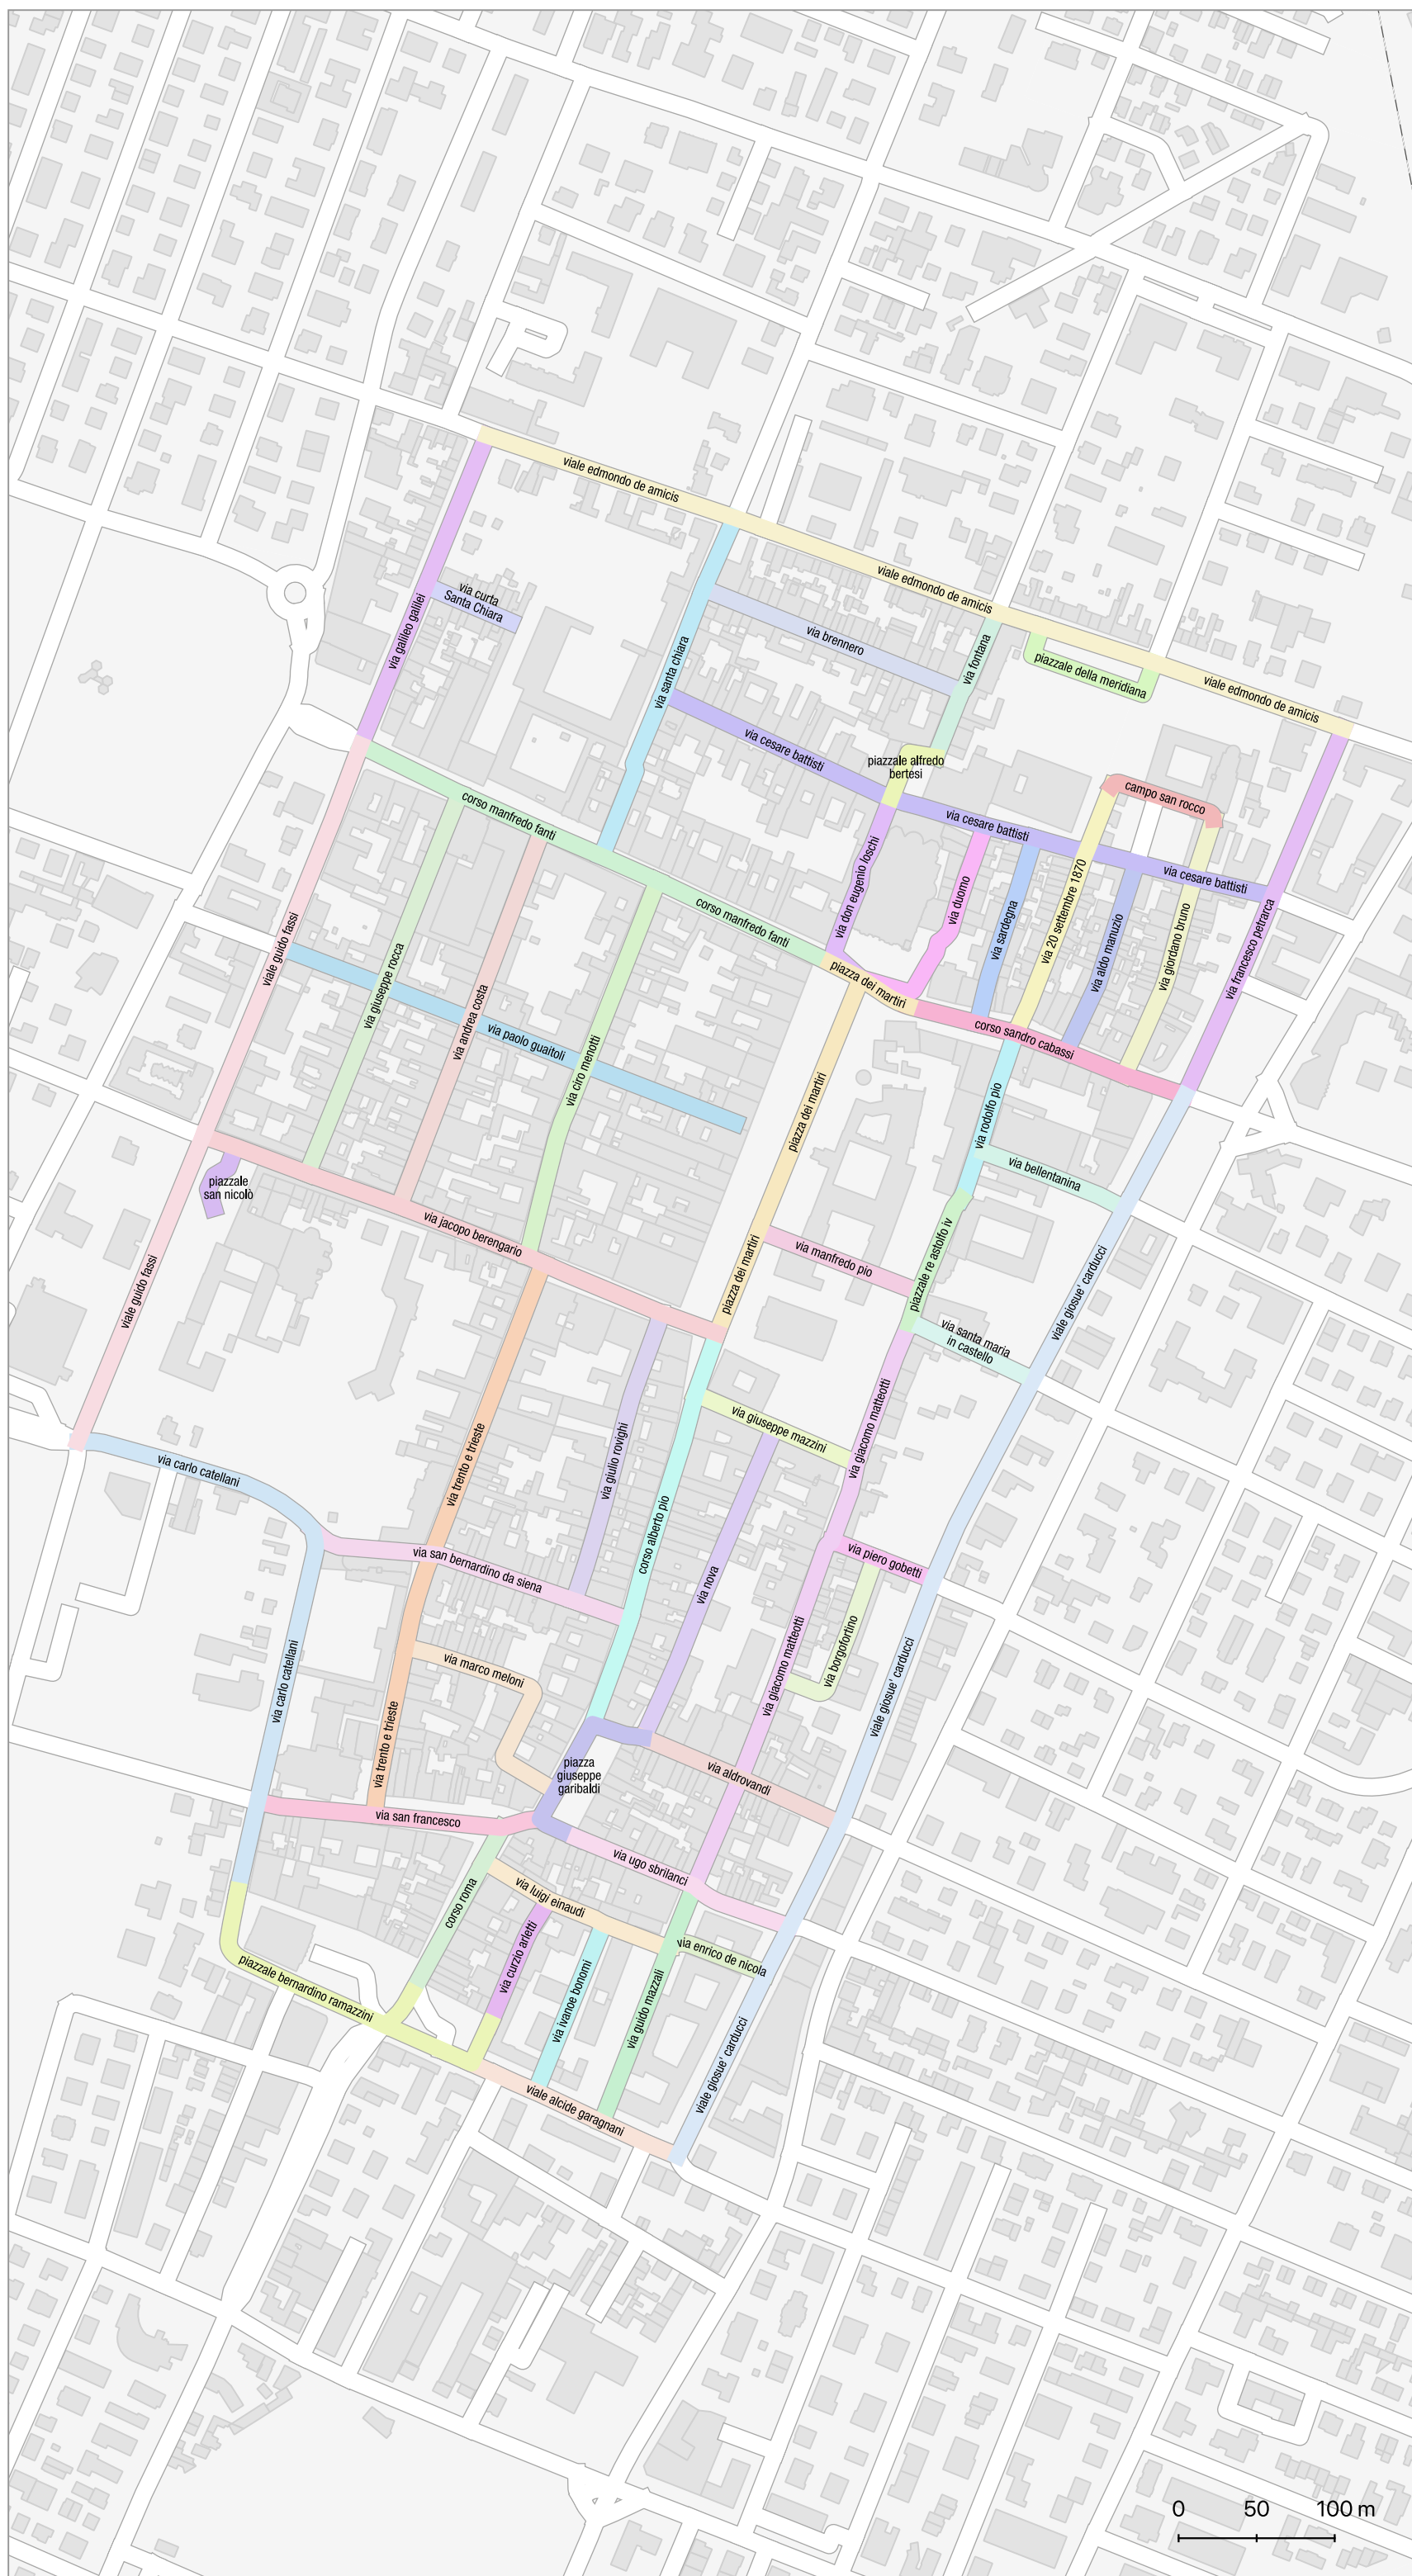 viale edmondo de amicis
viale edmondo de amicis
via curta
Santa Chiara
via galileo galilei
via brennero
via fontana
via santa chiara
piazzale della meridiana
viale edmondo de amicis
via cesare battisti
piazzale alfredo
bertesi
corso manfredo fanti
via cesare battisti
campo san rocco
via don eugenio loschi
via duomo
via 20 settembre 1870
via cesare battisti
viale guido fassi
via giuseppe rocca
corso manfredo fanti
via sardegna
via aldo manuzio
via giordano bruno
via francesco petrarca
via andrea costa
via paolo guaitoli
via ciro menotti
piazza dei martiri
corso sandro cabassi
piazza dei martiri
via rodolfo pio
via bellentanina
piazzale
san nicolò
via jacopo berengario
via manfredo pio
piazzale re astolfo iv
viale guido fassi
piazza dei martiri
viale giosue' carducci
via santa maria
in castello
via giuseppe mazzini
via giacomo matteotti
via trento e trieste
via giulio rovighi
via carlo catellani
corso alberto pio
via san bernardino da siena
via nova
via piero gobetti
via carlo catellani
via marco meloni
via giacomo matteotti
via borgofortino
viale giosue' carducci
via trento e trieste
piazza
giuseppe
garibaldi
via aldrovandi
via san francesco
via ugo sbrilanci
corso roma
via luigi einaudi
via curzio arletti
via enrico de nicola
piazzale bernardino ramazzini
via ivanoe bonomi
via guido mazzali
viale giosue' carducci
viale alcide garagnani
0 50 100 m